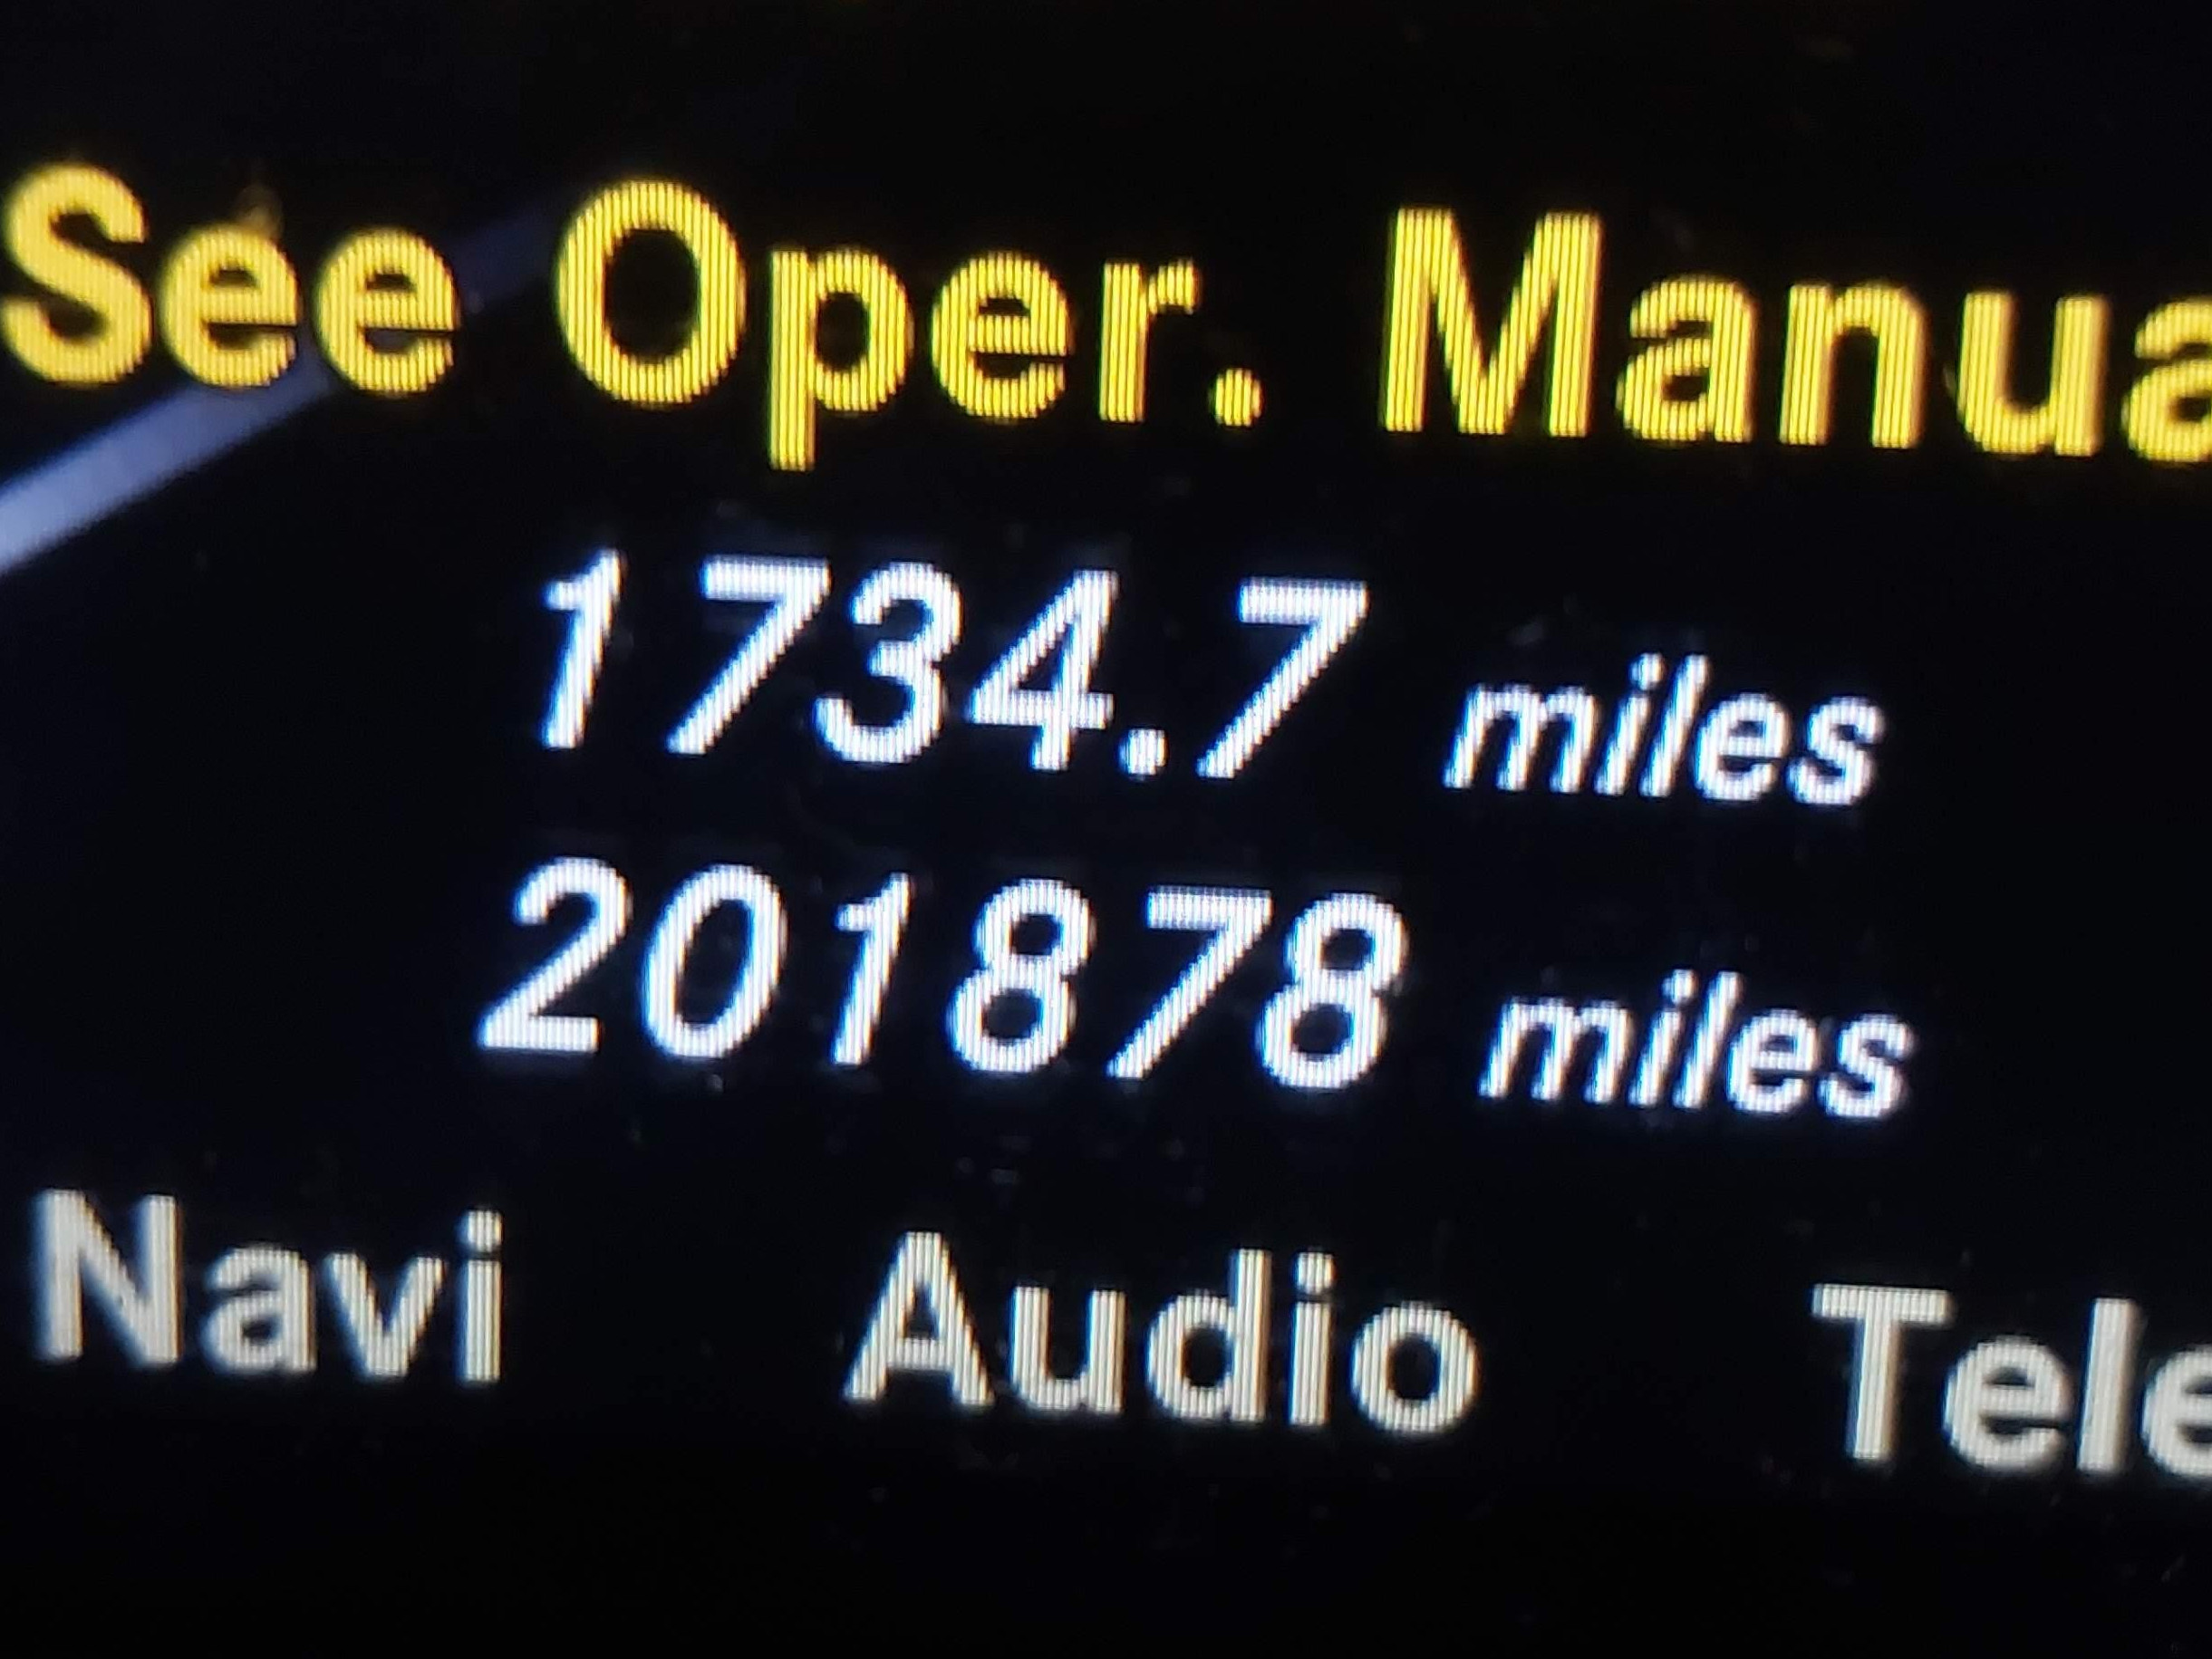 See Oper. Manua
1734.7 miles
201878 miles
Navi Audio Tele